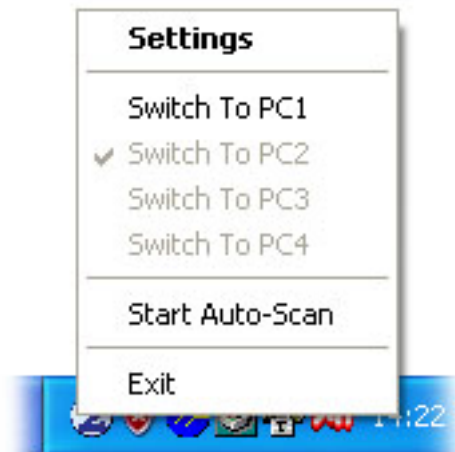 Settings
Switch To PC1
Switch To PC2
Switch To PC3
Switch To PC4
Start Auto-Scan
Exit
14:22